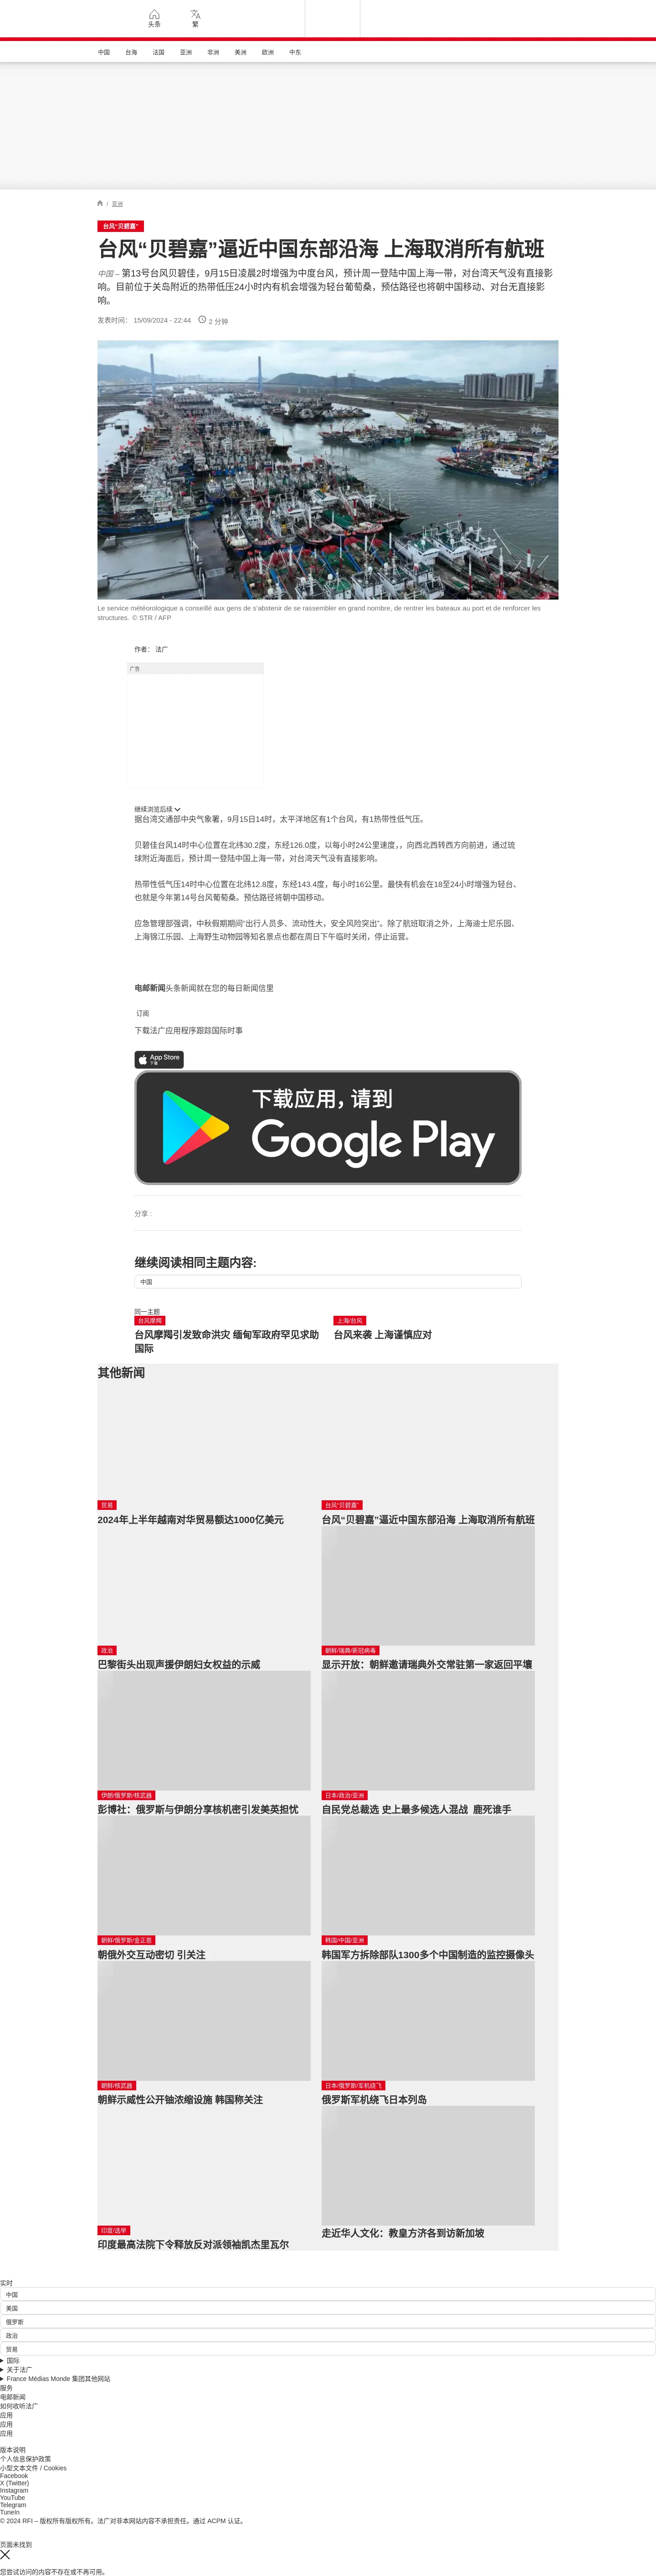 头条
繁
中国 台海 法国 亚洲 非洲 美洲 欧洲 中东
/ 亚洲
台风“贝碧嘉”
台风“贝碧嘉”逼近中国东部沿海 上海取消所有航班
中国 – 第13号台风贝碧佳，9月15日凌晨2时增强为中度台风，预计周一登陆中国上海一带，对台湾天气没有直接影
响。目前位于关岛附近的热带低压24小时内有机会增强为轻台葡萄桑，预估路径也将朝中国移动、对台无直接影
响。
发表时间： 15/09/2024 - 22:44 2 分钟
Le service météorologique a conseillé aux gens de s'abstenir de se rassembler en grand nombre, de rentrer les bateaux au port et de renforcer les
structures. © STR / AFP
作者： 法广
广告
继续浏览后续
据台湾交通部中央气象署，9月15日14时，太平洋地区有1个台风，有1热带性低气压。
贝碧佳台风14时中心位置在北纬30.2度，东经126.0度，以每小时24公里速度，，向西北西转西方向前进，通过琉
球附近海面后，预计周一登陆中国上海一带，对台湾天气没有直接影响。
热带性低气压14时中心位置在北纬12.8度，东经143.4度，每小时16公里。最快有机会在18至24小时增强为轻台、
也就是今年第14号台风葡萄桑。预估路径将朝中国移动。
应急管理部强调，中秋假期期间“出行人员多、流动性大，安全风险突出”。除了航班取消之外，上海迪士尼乐园、
上海锦江乐园、上海野生动物园等知名景点也都在周日下午临时关闭，停止运营。
电邮新闻头条新闻就在您的每日新闻信里
订阅
下载法广应用程序跟踪国际时事
App Store
下载
下载应用，请到
Google Play
分享 :
继续阅读相同主题内容:
中国
同一主题
台风摩羯
台风摩羯引发致命洪灾 缅甸军政府罕见求助
国际
上海/台风
台风来袭 上海谨慎应对
其他新闻
贸易
2024年上半年越南对华贸易额达1000亿美元
台风“贝碧嘉”
台风“贝碧嘉”逼近中国东部沿海 上海取消所有航班
政治
巴黎街头出现声援伊朗妇女权益的示威
朝鲜/瑞典/新冠病毒
显示开放：朝鲜邀请瑞典外交常驻第一家返回平壤
伊朗/俄罗斯/核武器
彭博社：俄罗斯与伊朗分享核机密引发美英担忧
日本/政治/亚洲
自民党总裁选 史上最多候选人混战 鹿死谁手
朝鲜/俄罗斯/金正恩
朝俄外交互动密切 引关注
韩国/中国/亚洲
韩国军方拆除部队1300多个中国制造的监控摄像头
朝鲜/核武器
朝鲜示威性公开铀浓缩设施 韩国称关注
日本/俄罗斯/军机绕飞
俄罗斯军机绕飞日本列岛
印度/选举
印度最高法院下令释放反对派领袖凯杰里瓦尔
走近华人文化：教皇方济各到访新加坡
实时
中国
美国
俄罗斯
政治
贸易
国际
关于法广
France Médias Monde 集团其他网站
服务
电邮新闻
如何收听法广
应用
应用
应用
版本说明
个人信息保护政策
小型文本文件 / Cookies
Facebook
X (Twitter)
Instagram
YouTube
Telegram
TuneIn
© 2024 RFI – 版权所有版权所有。法广对非本网站内容不承担责任。通过 ACPM 认证。
页面未找到
您尝试访问的内容不存在或不再可用。